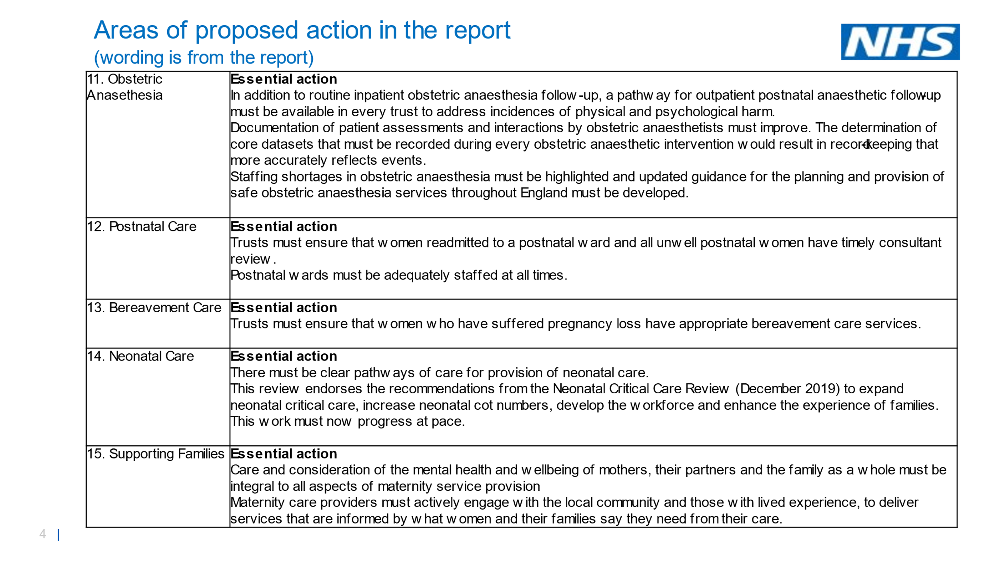 Areas of proposed action in the report
(wording is from the report)
NHS
11. Obstetric
Anasethesia
Essential action
In addition to routine inpatient obstetric anaesthesia follow-up, a pathway for outpatient postnatal anaesthetic follow-up
must be available in every trust to address incidences of physical and psychological harm.
Documentation of patient assessments and interactions by obstetric anaesthetists must improve. The determination of
core datasets that must be recorded during every obstetric anaesthetic intervention would result in record-keeping that
more accurately reflects events.
Staffing shortages in obstetric anaesthesia must be highlighted and updated guidance for the planning and provision of
safe obstetric anaesthesia services throughout England must be developed.
12. Postnatal Care
Essential action
Trusts must ensure that women readmitted to a postnatal ward and all unwell postnatal women have timely consultant
review.
Postnatal wards must be adequately staffed at all times.
13. Bereavement Care
Essential action
Trusts must ensure that women who have suffered pregnancy loss have appropriate bereavement care services.
14. Neonatal Care
Essential action
There must be clear pathways of care for provision of neonatal care.
This review endorses the recommendations from the Neonatal Critical Care Review (December 2019) to expand
neonatal critical care, increase neonatal cot numbers, develop the workforce and enhance the experience of families.
This work must now progress at pace.
15. Supporting Families
Essential action
Care and consideration of the mental health and wellbeing of mothers, their partners and the family as a whole must be
integral to all aspects of maternity service provision
Maternity care providers must actively engage with the local community and those with lived experience, to deliver
services that are informed by what women and their families say they need from their care.
4 |